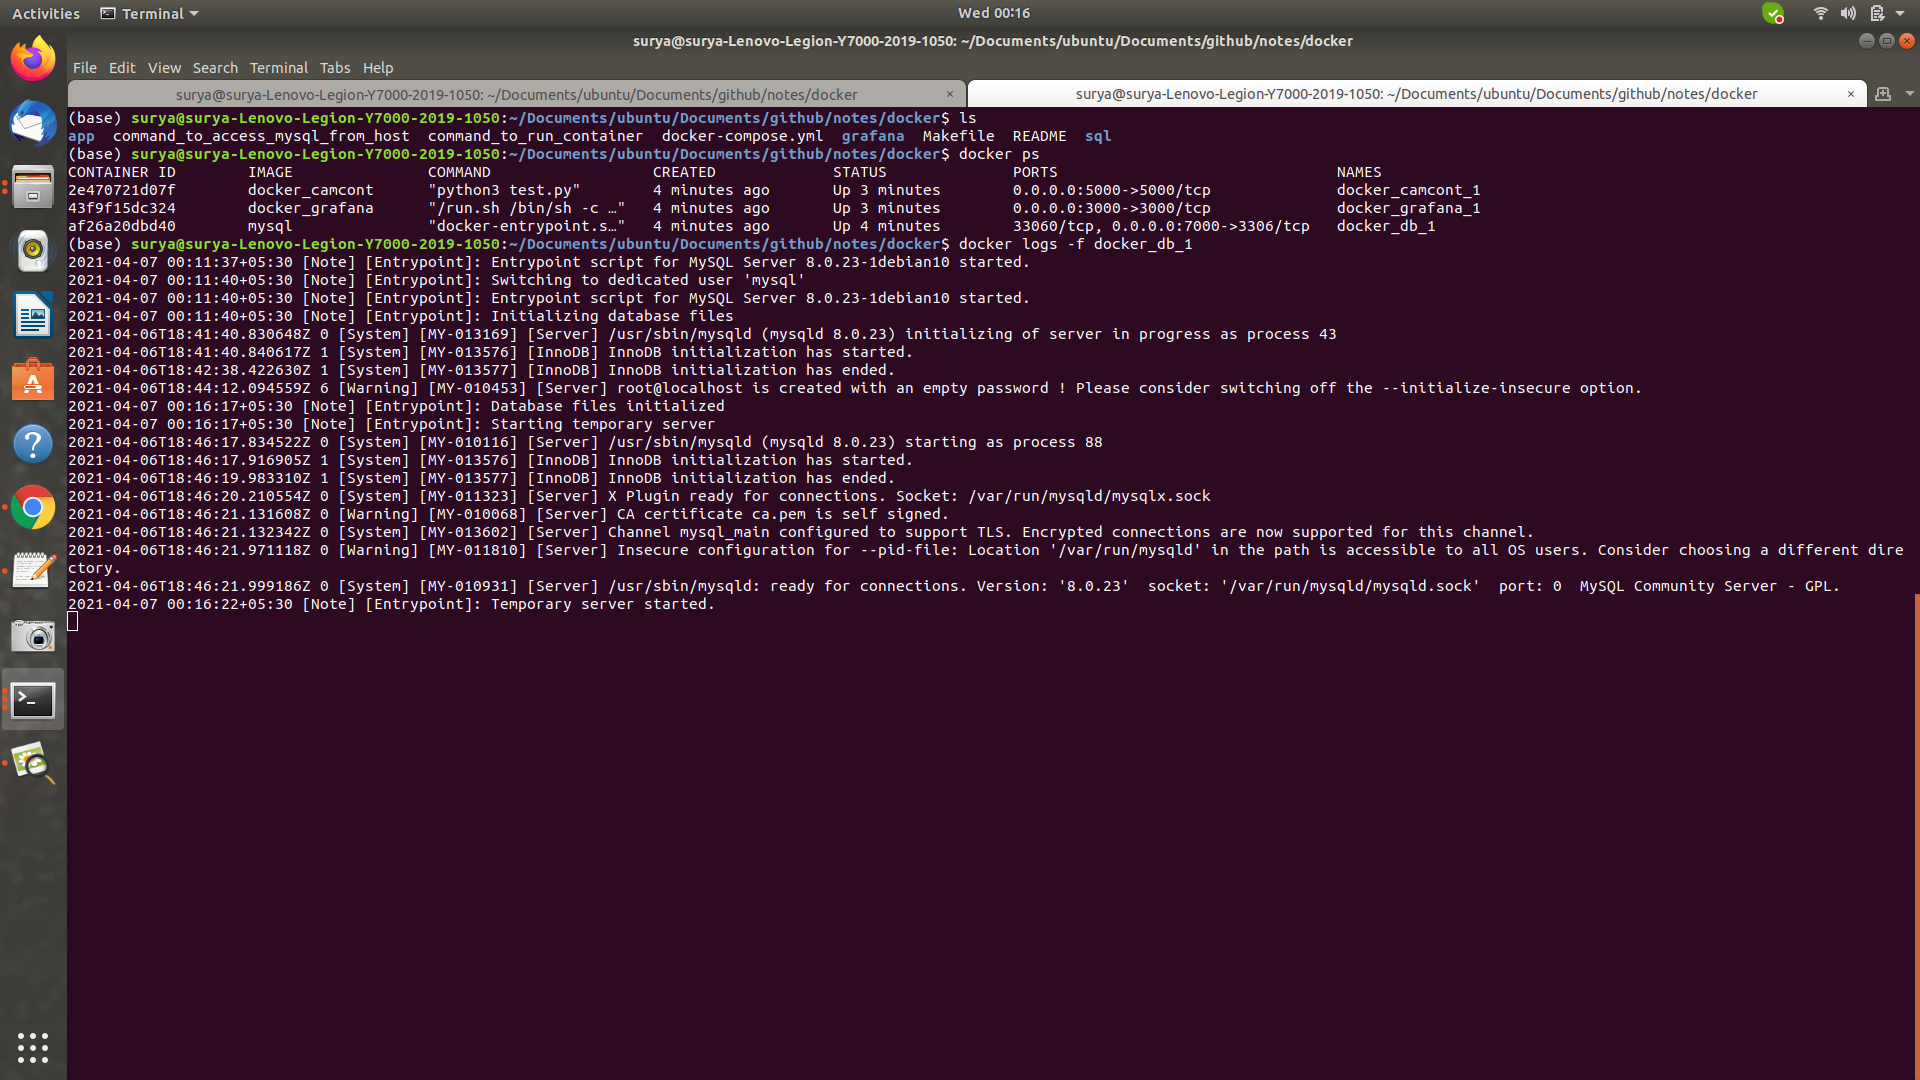 Activities Terminal Wed 00:16
surya@surya-Lenovo-Legion-Y7000-2019-1050: ~/Documents/ubuntu/Documents/github/notes/docker
File Edit View Search Terminal Tabs Help
surya@surya-Lenovo-Legion-Y7000-2019-1050: ~/Documents/ubuntu/Documents/github/notes/docker × surya@surya-Lenovo-Legion-Y7000-2019-1050: ~/Documents/ubuntu/Documents/github/notes/docker ×
(base) surya@surya-Lenovo-Legion-Y7000-2019-1050:~/Documents/ubuntu/Documents/github/notes/docker$ ls
app command_to_access_mysql_from_host command_to_run_container docker-compose.yml grafana Makefile README sql
(base) surya@surya-Lenovo-Legion-Y7000-2019-1050:~/Documents/ubuntu/Documents/github/notes/docker$ docker ps
CONTAINER ID IMAGE COMMAND CREATED STATUS PORTS NAMES
2e470721d07f docker_camcont "python3 test.py" 4 minutes ago Up 3 minutes 0.0.0.0:5000->5000/tcp docker_camcont_1
43f9f15dc324 docker_grafana "/run.sh /bin/sh -c …" 4 minutes ago Up 3 minutes 0.0.0.0:3000->3000/tcp docker_grafana_1
af26a20dbd40 mysql "docker-entrypoint.s…" 4 minutes ago Up 4 minutes 33060/tcp, 0.0.0.0:7000->3306/tcp docker_db_1
(base) surya@surya-Lenovo-Legion-Y7000-2019-1050:~/Documents/ubuntu/Documents/github/notes/docker$ docker logs -f docker_db_1
2021-04-07 00:11:37+05:30 [Note] [Entrypoint]: Entrypoint script for MySQL Server 8.0.23-1debian10 started.
2021-04-07 00:11:40+05:30 [Note] [Entrypoint]: Switching to dedicated user 'mysql'
2021-04-07 00:11:40+05:30 [Note] [Entrypoint]: Entrypoint script for MySQL Server 8.0.23-1debian10 started.
2021-04-07 00:11:40+05:30 [Note] [Entrypoint]: Initializing database files
2021-04-06T18:41:40.830648Z 0 [System] [MY-013169] [Server] /usr/sbin/mysqld (mysqld 8.0.23) initializing of server in progress as process 43
2021-04-06T18:41:40.840617Z 1 [System] [MY-013576] [InnoDB] InnoDB initialization has started.
2021-04-06T18:42:38.422630Z 1 [System] [MY-013577] [InnoDB] InnoDB initialization has ended.
2021-04-06T18:44:12.094559Z 6 [Warning] [MY-010453] [Server] root@localhost is created with an empty password ! Please consider switching off the --initialize-insecure option.
2021-04-07 00:16:17+05:30 [Note] [Entrypoint]: Database files initialized
2021-04-07 00:16:17+05:30 [Note] [Entrypoint]: Starting temporary server
2021-04-06T18:46:17.834522Z 0 [System] [MY-010116] [Server] /usr/sbin/mysqld (mysqld 8.0.23) starting as process 88
2021-04-06T18:46:17.916905Z 1 [System] [MY-013576] [InnoDB] InnoDB initialization has started.
2021-04-06T18:46:19.983310Z 1 [System] [MY-013577] [InnoDB] InnoDB initialization has ended.
2021-04-06T18:46:20.210554Z 0 [System] [MY-011323] [Server] X Plugin ready for connections. Socket: /var/run/mysqld/mysqlx.sock
2021-04-06T18:46:21.131608Z 0 [Warning] [MY-010068] [Server] CA certificate ca.pem is self signed.
2021-04-06T18:46:21.132342Z 0 [System] [MY-013602] [Server] Channel mysql_main configured to support TLS. Encrypted connections are now supported for this channel.
2021-04-06T18:46:21.971118Z 0 [Warning] [MY-011810] [Server] Insecure configuration for --pid-file: Location '/var/run/mysqld' in the path is accessible to all OS users. Consider choosing a different dire
ctory.
2021-04-06T18:46:21.999186Z 0 [System] [MY-010931] [Server] /usr/sbin/mysqld: ready for connections. Version: '8.0.23' socket: '/var/run/mysqld/mysqld.sock' port: 0 MySQL Community Server - GPL.
2021-04-07 00:16:22+05:30 [Note] [Entrypoint]: Temporary server started.